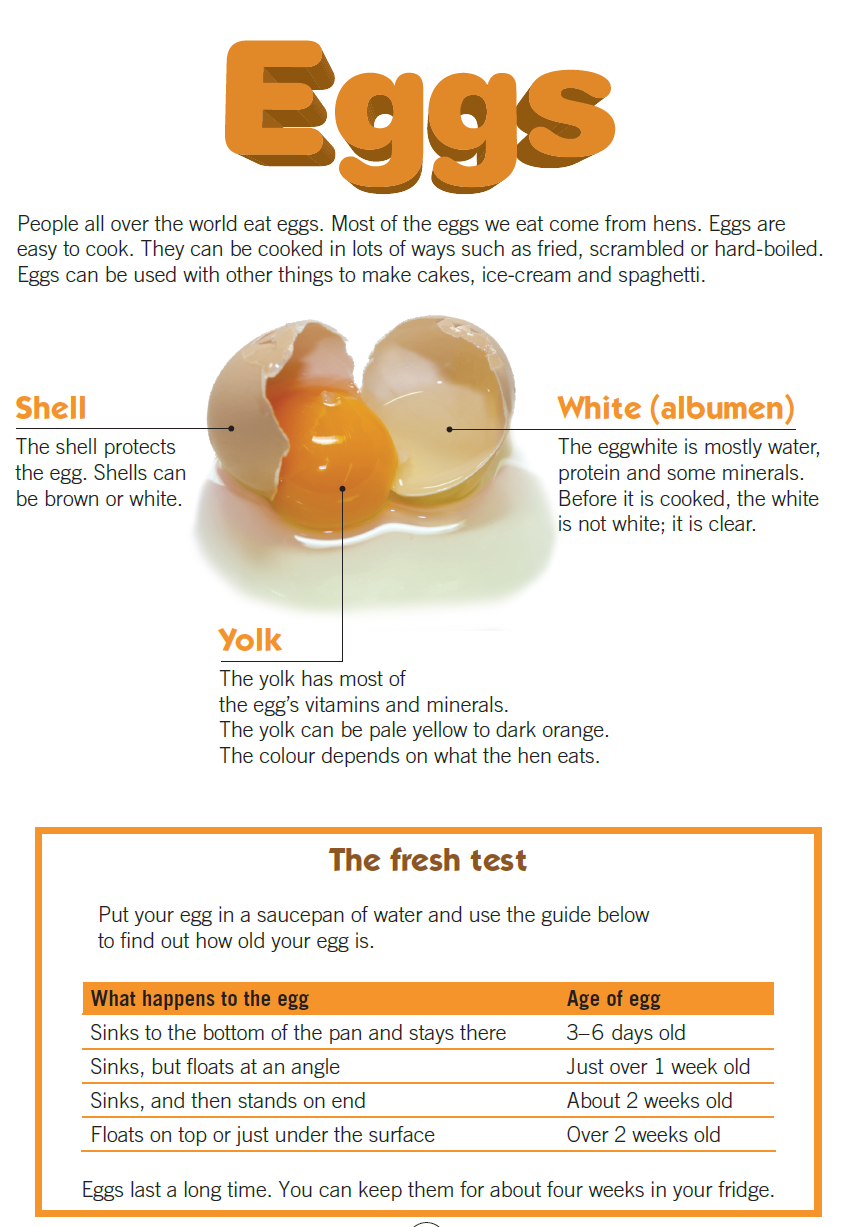 Eggs
People all over the world eat eggs. Most of the eggs we eat come from hens. Eggs are
easy to cook. They can be cooked in lots of ways such as fried, scrambled or hard-boiled.
Eggs can be used with other things to make cakes, ice-cream and spaghetti.
Shell
The shell protects
the egg. Shells can
be brown or white.
White (albumen)
The eggwhite is mostly water,
protein and some minerals.
Before it is cooked, the white
is not white; it is clear.
Yolk
The yolk has most of
the egg's vitamins and minerals.
The yolk can be pale yellow to dark orange.
The colour depends on what the hen eats.
The fresh test
Put your egg in a saucepan of water and use the guide below
to find out how old your egg is.
What happens to the egg Age of egg
Sinks to the bottom of the pan and stays there 3–6 days old
Sinks, but floats at an angle Just over 1 week old
Sinks, and then stands on end About 2 weeks old
Floats on top or just under the surface Over 2 weeks old
Eggs last a long time. You can keep them for about four weeks in your fridge.